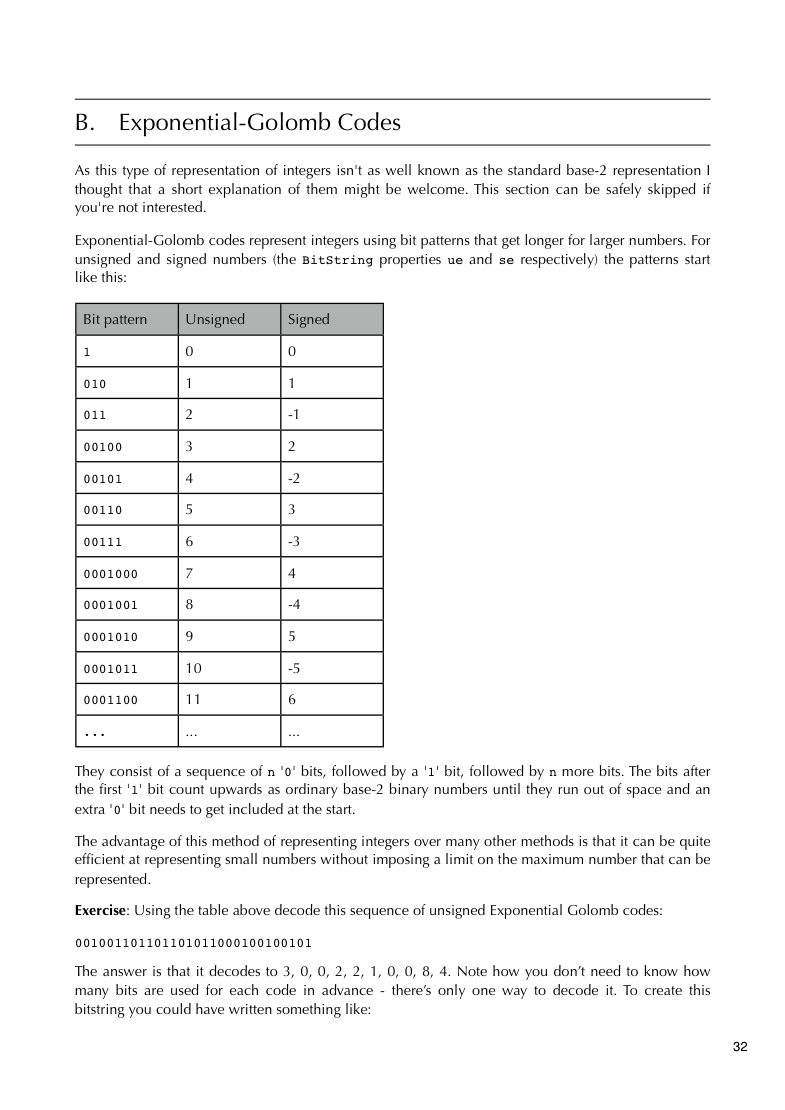 B. Exponential-Golomb Codes
As this type of representation of integers isn't as well known as the standard base-2 representation I
thought that a short explanation of them might be welcome. This section can be safely skipped if
you're not interested.
Exponential-Golomb codes represent integers using bit patterns that get longer for larger numbers. For
unsigned and signed numbers (the BitString properties ue and se respectively) the patterns start
like this:
Bit pattern Unsigned Signed
1 0 0
010 1 1
011 2 -1
00100 3 2
00101 4 -2
00110 5 3
00111 6 -3
0001000 7 4
0001001 8 -4
0001010 9 5
0001011 10 -5
0001100 11 6
... ... ...
They consist of a sequence of n '0' bits, followed by a '1' bit, followed by n more bits. The bits after
the first '1' bit count upwards as ordinary base-2 binary numbers until they run out of space and an
extra '0' bit needs to get included at the start.
The advantage of this method of representing integers over many other methods is that it can be quite
efficient at representing small numbers without imposing a limit on the maximum number that can be
represented.
Exercise: Using the table above decode this sequence of unsigned Exponential Golomb codes:
001001101101101011000100100101
The answer is that it decodes to 3, 0, 0, 2, 2, 1, 0, 0, 8, 4. Note how you don’t need to know how
many bits are used for each code in advance - there’s only one way to decode it. To create this
bitstring you could have written something like:
32